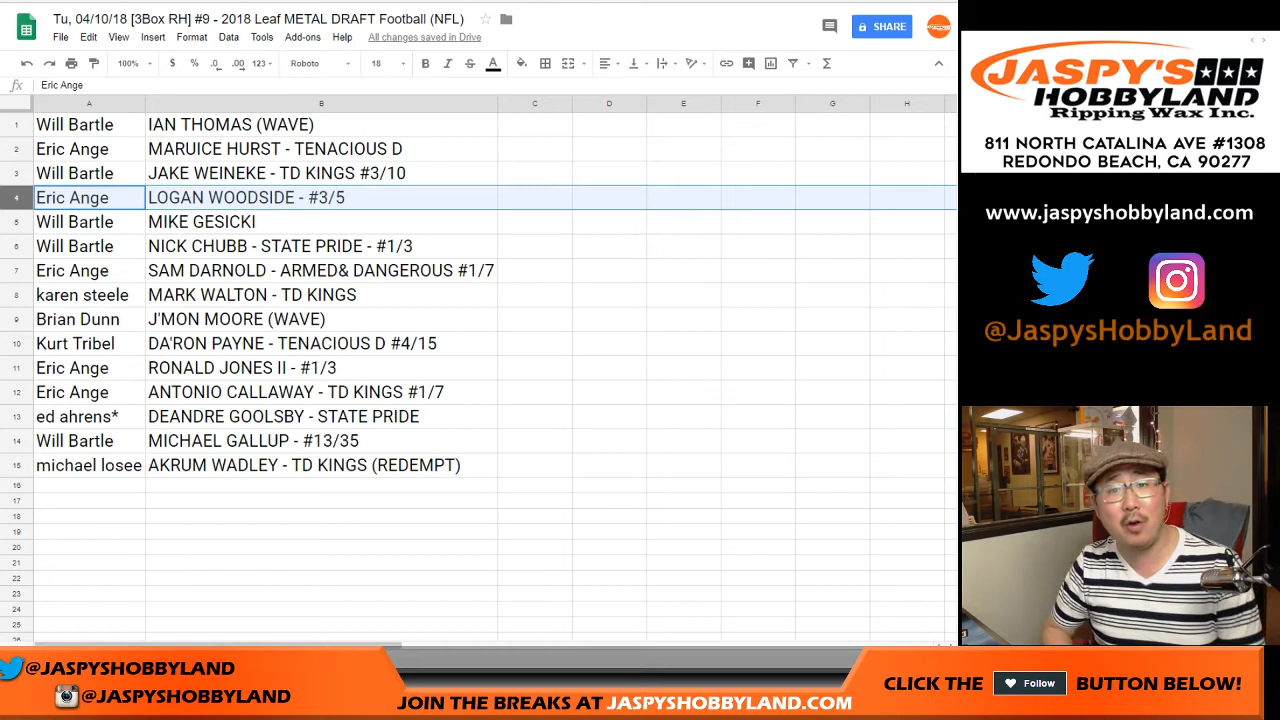 Tu, 04/10/18 [3Box RH] #9 - 2018 Leaf METAL DRAFT Football (NFL)
File Edit View Insert Format Data Tools Add-ons Help All changes saved in Drive
SHARE
100% $ % .0 .00 123 Roboto 18 B I S A
fx Eric Ange
A B C D E F G H
1 Will Bartle IAN THOMAS (WAVE)
2 Eric Ange MARUICE HURST - TENACIOUS D
3 Will Bartle JAKE WEINEKE - TD KINGS #3/10
4 Eric Ange LOGAN WOODSIDE - #3/5
5 Will Bartle MIKE GESICKI
6 Will Bartle NICK CHUBB - STATE PRIDE - #1/3
7 Eric Ange SAM DARNOLD - ARMED& DANGEROUS #1/7
8 karen steele MARK WALTON - TD KINGS
9 Brian Dunn J'MON MOORE (WAVE)
10 Kurt Tribel DA'RON PAYNE - TENACIOUS D #4/15
11 Eric Ange RONALD JONES II - #1/3
12 Eric Ange ANTONIO CALLAWAY - TD KINGS #1/7
13 ed ahrens* DEANDRE GOOLSBY - STATE PRIDE
14 Will Bartle MICHAEL GALLUP - #13/35
15 michael losee AKRUM WADLEY - TD KINGS (REDEMPT)
16
17
18
19
20
21
22
23
24
25
JASPY'S
HOBBYLAND
Ripping Wax Inc.
811 NORTH CATALINA AVE #1308
REDONDO BEACH, CA 90277
www.jaspyshobbyland.com
@JaspysHobbyLand
@JASPYSHOBBYLAND
@JASPYSHOBBYLAND
JOIN THE BREAKS AT JASPYSHOBBYLAND.COM
CLICK THE Follow BUTTON BELOW!